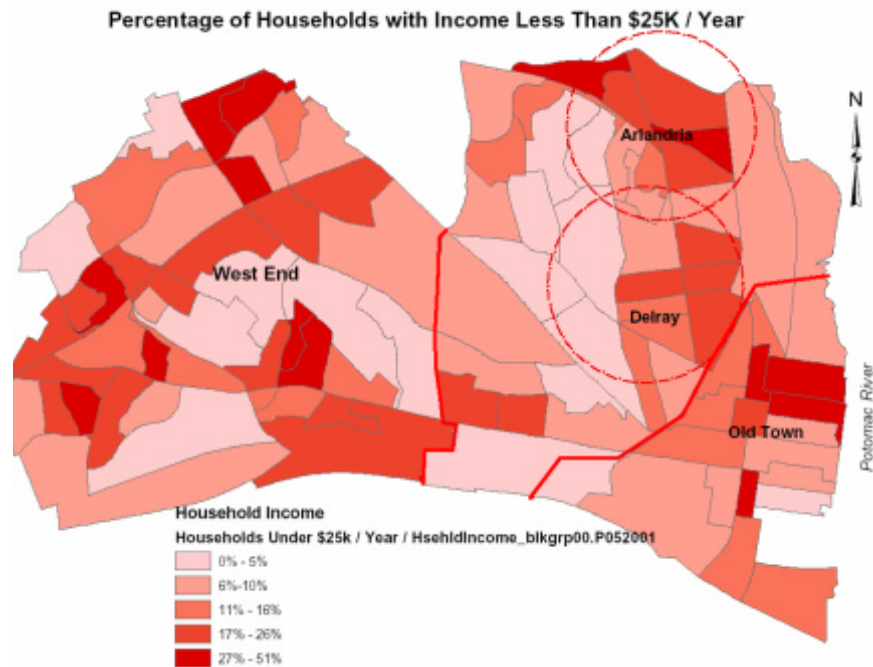 Percentage of Households with Income Less Than $25K / Year
N
Arlandria
West End
Delray
Potomac River
Old Town
Household Income
Households Under $25k / Year / HsehldIncome_blkgrp00.P052001
0% - 5%
6%-10%
11% - 16%
17% - 26%
27% - 51%